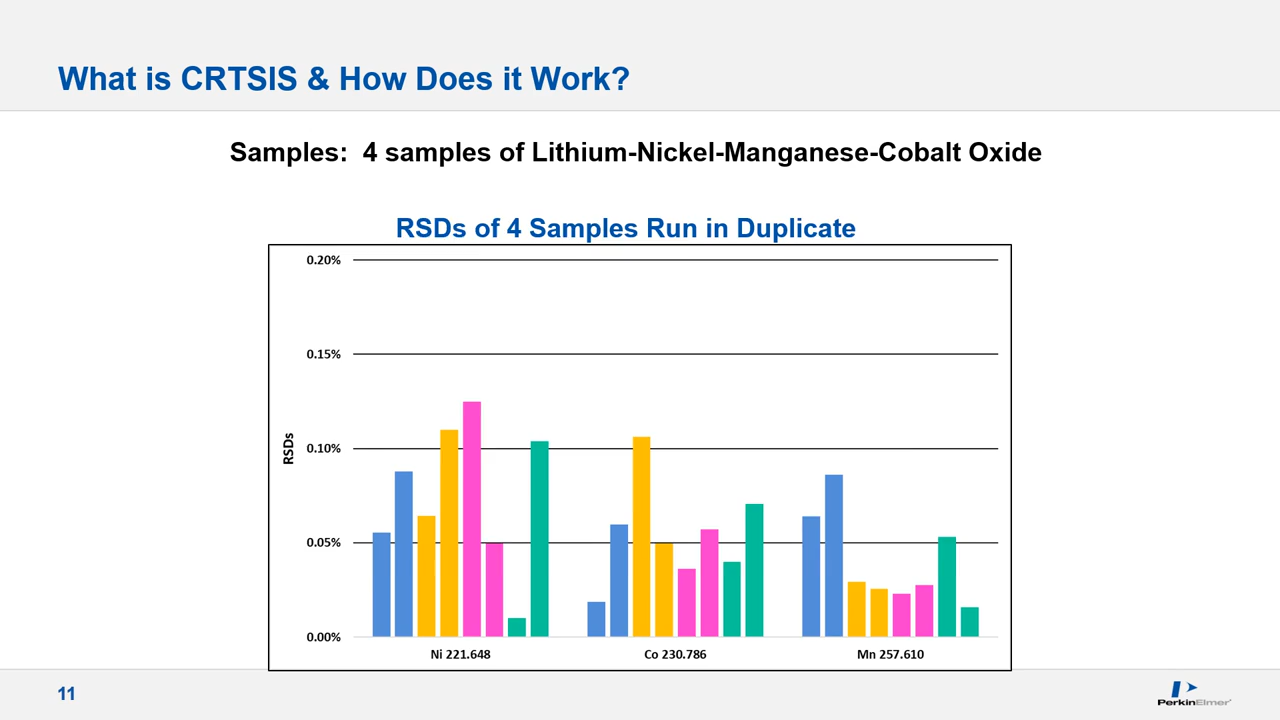 What is CRTSIS & How Does it Work?
Samples: 4 samples of Lithium-Nickel-Manganese-Cobalt Oxide
RSDs of 4 Samples Run in Duplicate
0.20%
0.15%
0.10%
0.05%
0.00%
RSDs
Ni 221.648
Co 230.786
Mn 257.610
11
PerkinElmer